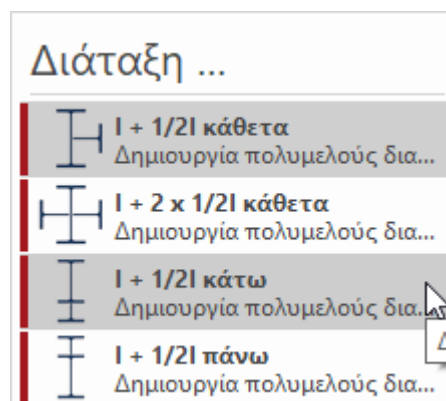 Διάταξη ...
I + 1/2I κάθετα
Δημιουργία πολυμελούς δια...
I + 2 x 1/2I κάθετα
Δημιουργία πολυμελούς δια...
I + 1/2I κάτω
Δημιουργία πολυμελούς δια...
I + 1/2I πάνω
Δημιουργία πολυμελούς δια...